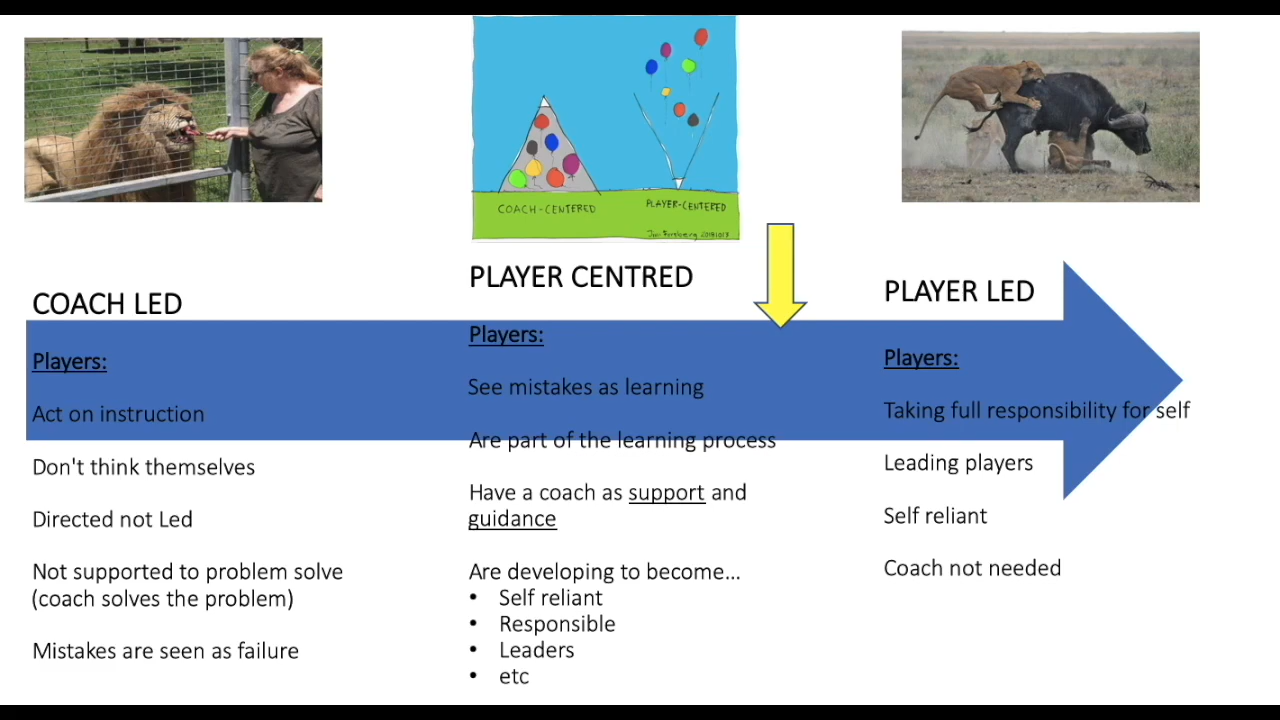 COACH-CENTERED
PLAYER-CENTERED
COACH LED
Players:
Act on instruction
Don't think themselves
Directed not Led
Not supported to problem solve
(coach solves the problem)
Mistakes are seen as failure
PLAYER CENTRED
Players:
See mistakes as learning
Are part of the learning process
Have a coach as support and
guidance
Are developing to become...
• Self reliant
• Responsible
• Leaders
• etc
PLAYER LED
Players:
Taking full responsibility for self
Leading players
Self reliant
Coach not needed